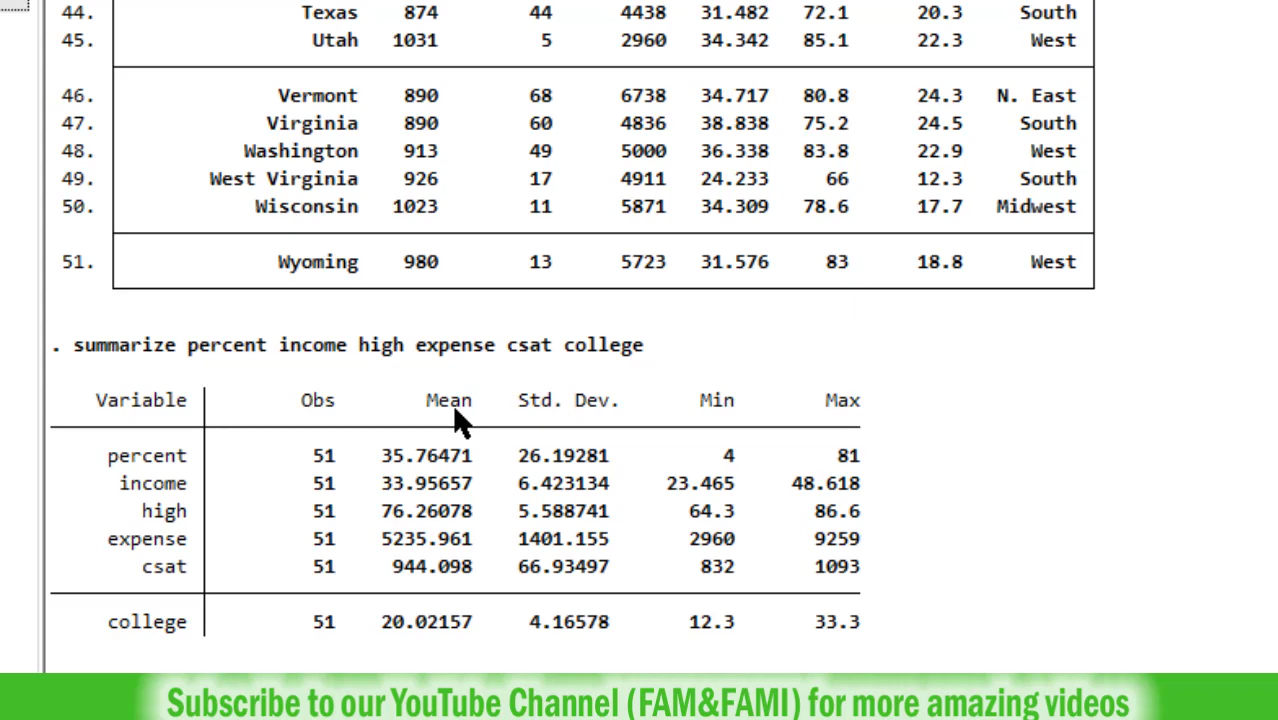 44. Texas 874 44 4438 31.482 72.1 20.3 South
45. Utah 1031 5 2960 34.342 85.1 22.3 West
46. Vermont 890 68 6738 34.717 80.8 24.3 N. East
47. Virginia 890 60 4836 38.838 75.2 24.5 South
48. Washington 913 49 5000 36.338 83.8 22.9 West
49. West Virginia 926 17 4911 24.233 66 12.3 South
50. Wisconsin 1023 11 5871 34.309 78.6 17.7 Midwest
51. Wyoming 980 13 5723 31.576 83 18.8 West
. summarize percent income high expense csat college
Variable Obs Mean Std. Dev. Min Max
percent 51 35.76471 26.19281 4 81
income 51 33.95657 6.423134 23.465 48.618
high 51 76.26078 5.588741 64.3 86.6
expense 51 5235.961 1401.155 2960 9259
csat 51 944.098 66.93497 832 1093
college 51 20.02157 4.16578 12.3 33.3
Subscribe to our YouTube Channel (FAM&FAMI) for more amazing videos